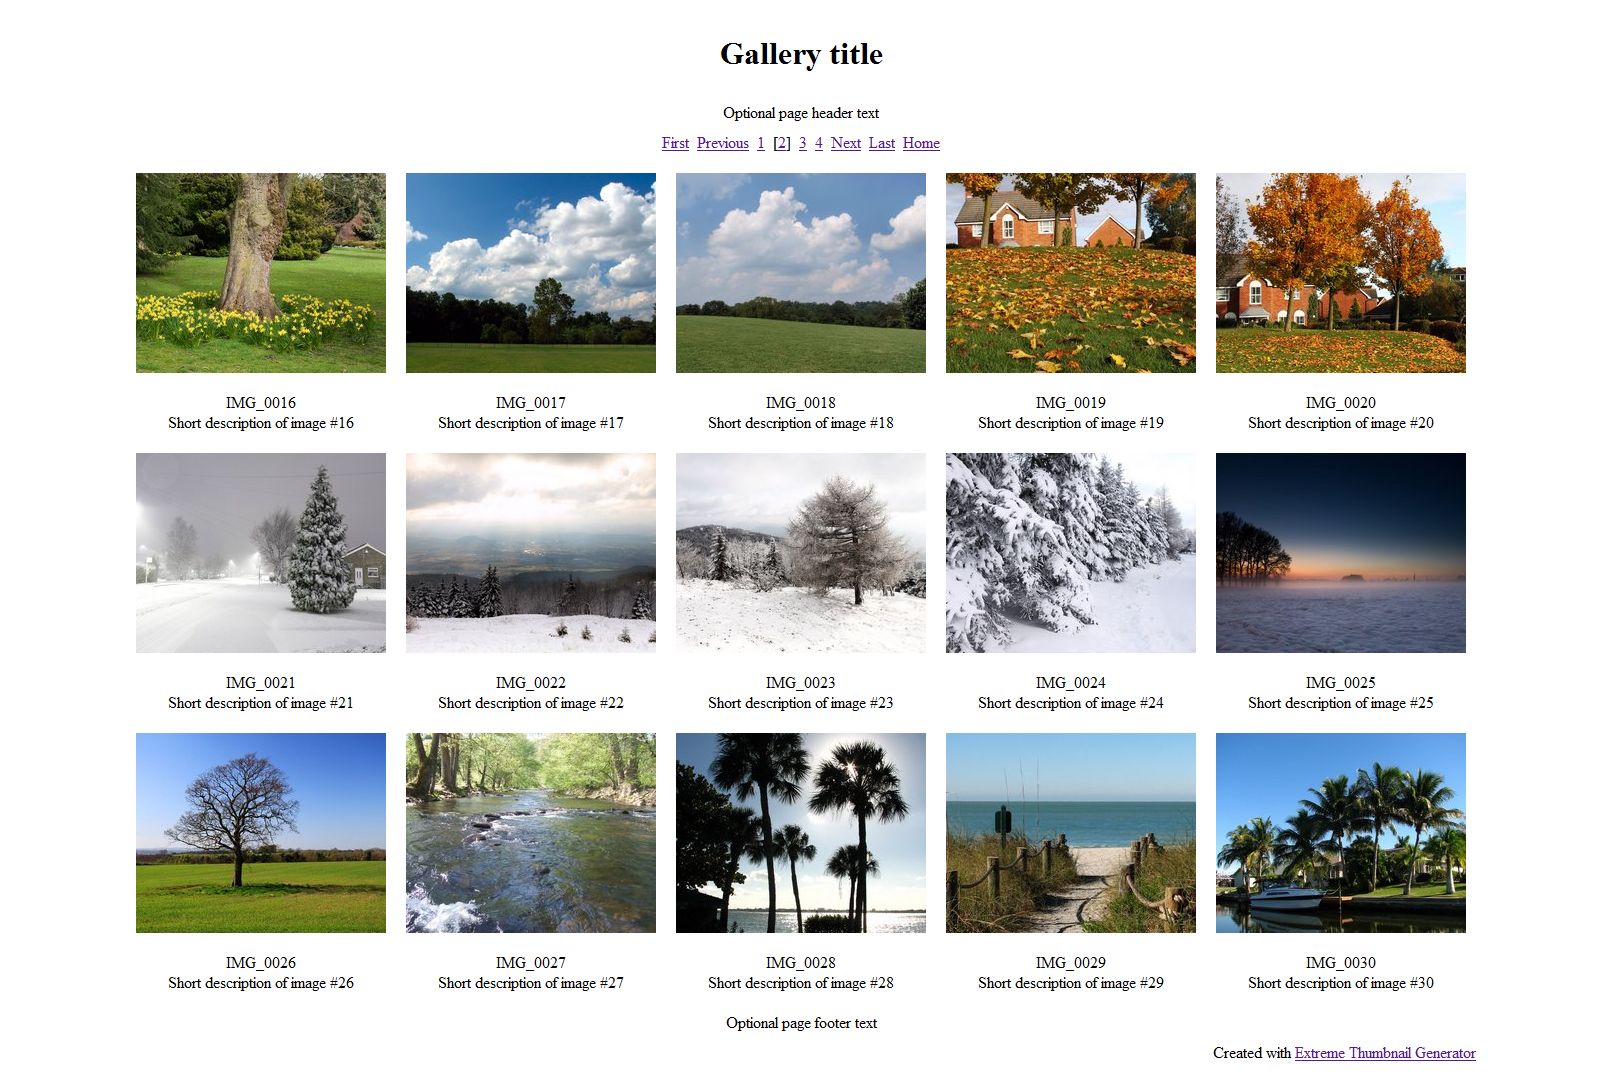 Gallery title
Optional page header text
First Previous 1 [2] 3 4 Next Last Home
IMG_0016
Short description of image #16
IMG_0017
Short description of image #17
IMG_0018
Short description of image #18
IMG_0019
Short description of image #19
IMG_0020
Short description of image #20
IMG_0021
Short description of image #21
IMG_0022
Short description of image #22
IMG_0023
Short description of image #23
IMG_0024
Short description of image #24
IMG_0025
Short description of image #25
IMG_0026
Short description of image #26
IMG_0027
Short description of image #27
IMG_0028
Short description of image #28
IMG_0029
Short description of image #29
IMG_0030
Short description of image #30
Optional page footer text
Created with Extreme Thumbnail Generator